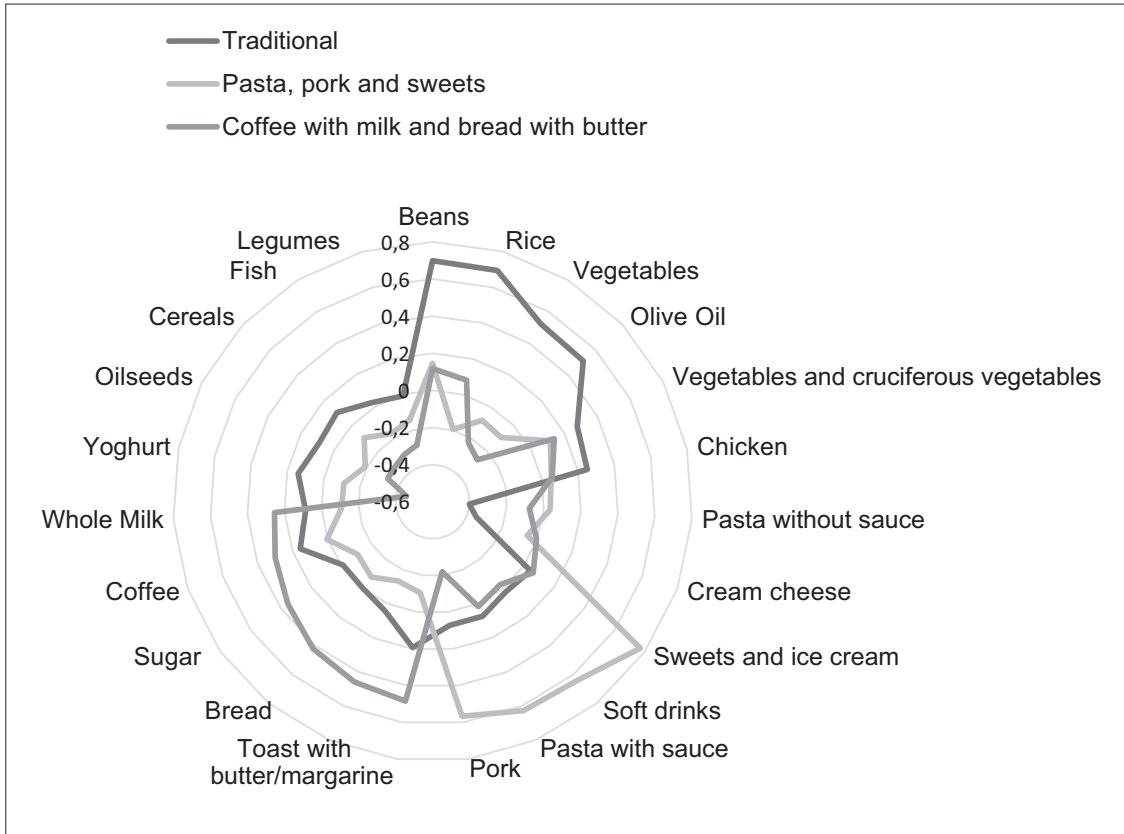 Traditional
Pasta, pork and sweets
Coffee with milk and bread with butter
Beans
Rice
Vegetables
Olive Oil
Vegetables and cruciferous vegetables
Chicken
Pasta without sauce
Cream cheese
Sweets and ice cream
Soft drinks
Pasta with sauce
Pork
Toast with
butter/margarine
Bread
Sugar
Coffee
Whole Milk
Yoghurt
Oilseeds
Cereals
Fish
Legumes
0,8
0,6
0,4
0,2
0
-0,2
-0,4
-0,6